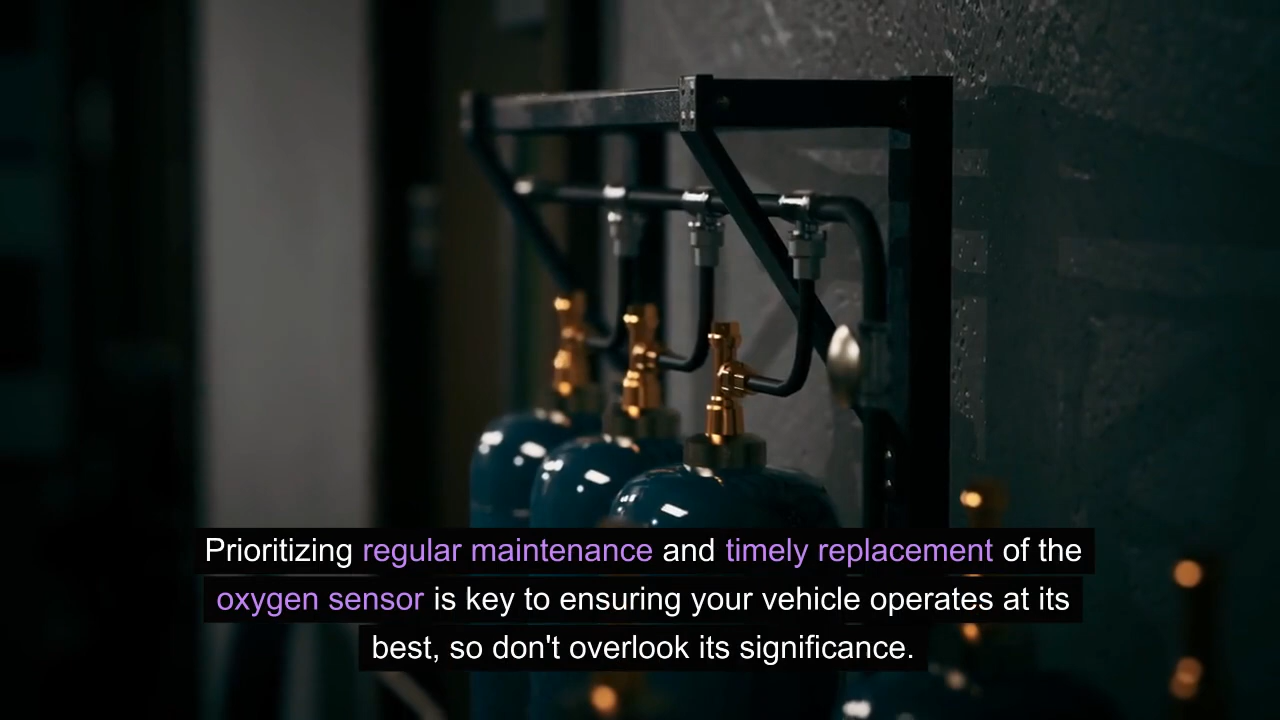 Prioritizing regular maintenance and timely replacement of the
oxygen sensor is key to ensuring your vehicle operates at its
best, so don't overlook its significance.